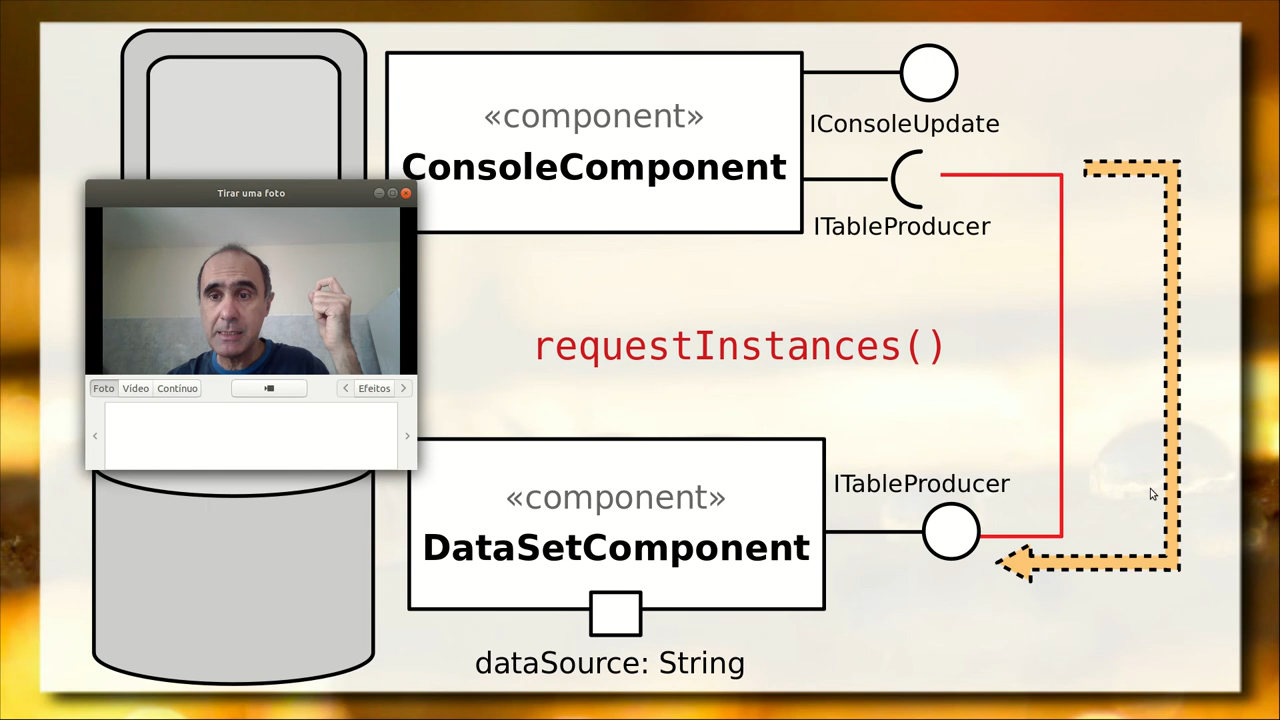 «component»
ConsoleComponent
IConsoleUpdate
ITableProducer
Tirar uma foto
Foto
Vídeo
Contínuo
Efeitos
requestInstances()
«component»
DataSetComponent
ITableProducer
dataSource: String